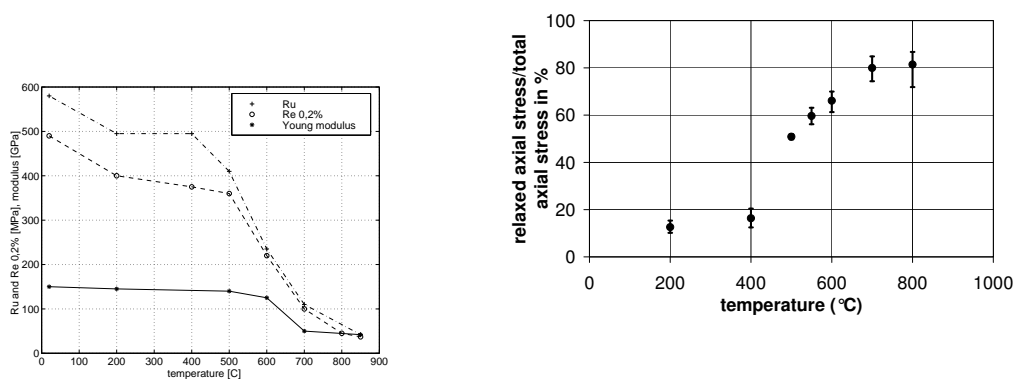 Ru and Re 0,2% [MPa], modulus [GPa]
600
500
400
300
200
100
0
Ru
Re 0,2%
Young modulus
0 100 200 300 400 500 600 700 800 900
temperature [C]
relaxed axial stress/total
axial stress in %
100
80
60
40
20
0
0 200 400 600 800 1000
temperature (°C)